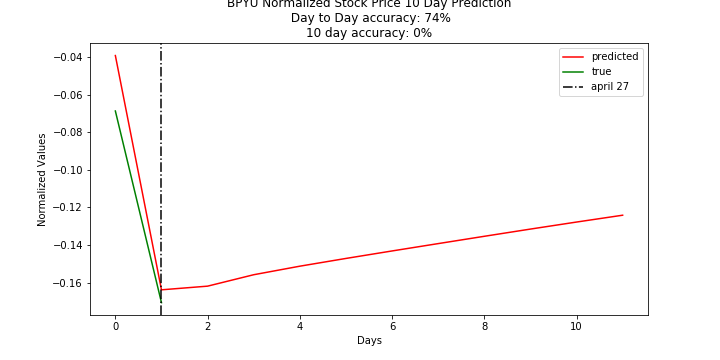 BPYU Normalized Stock Price 10 Day Prediction
Day to Day accuracy: 74%
10 day accuracy: 0%
predicted
true
april 27
−0.04
−0.06
−0.08
−0.10
−0.12
−0.14
−0.16
Normalized Values
0 2 4 6 8 10
Days